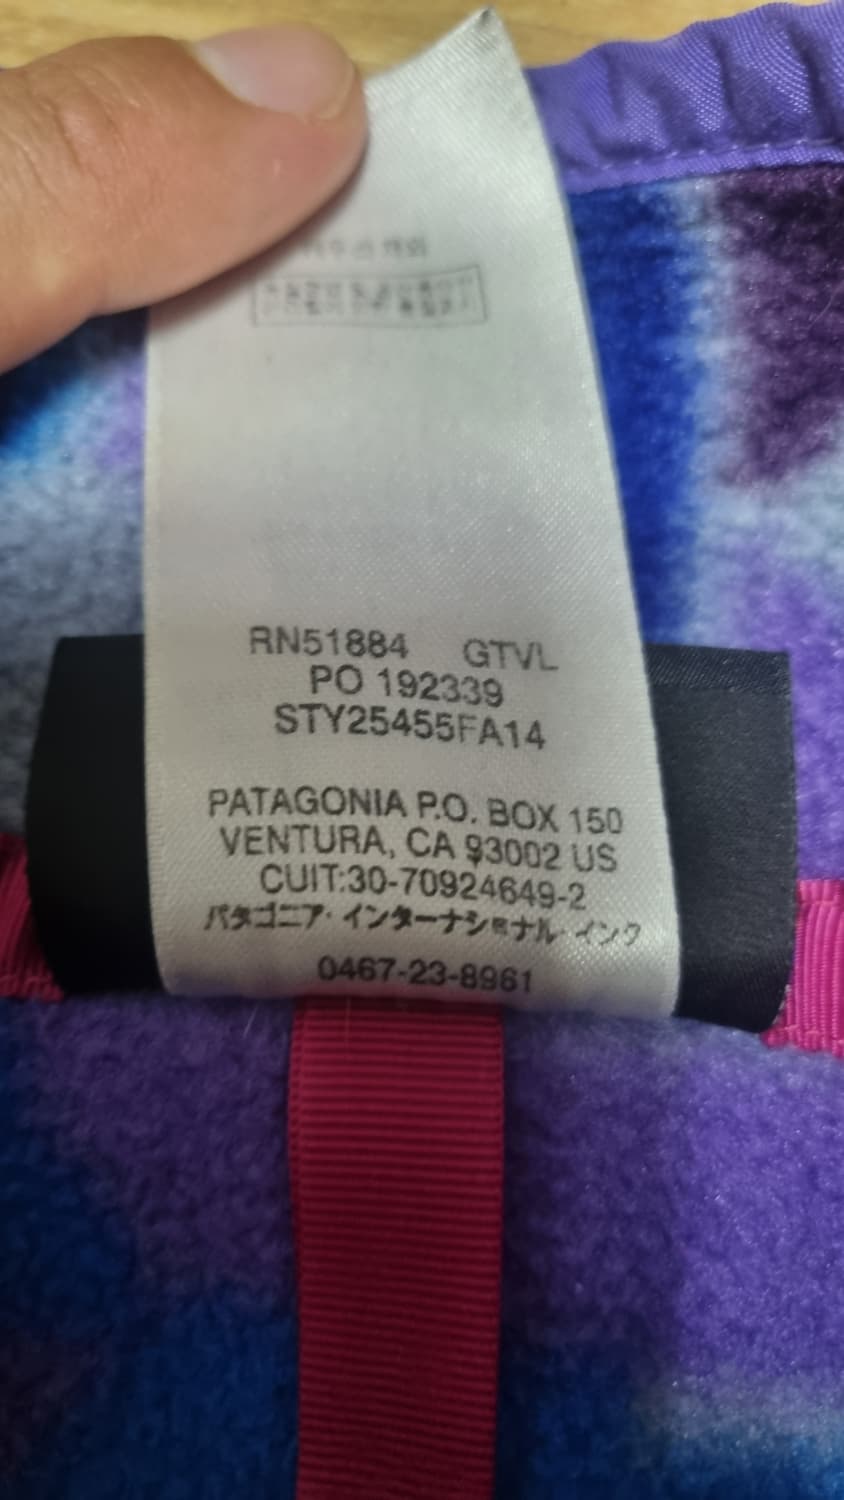 RN51884 GTVL
PO 192339
STY25455FA14
PATAGONIA P.O. BOX 150
VENTURA, CA 93002 US
CUIT:30-70924649-2
パタゴニア・インターナショナル インク
0467-23-8961